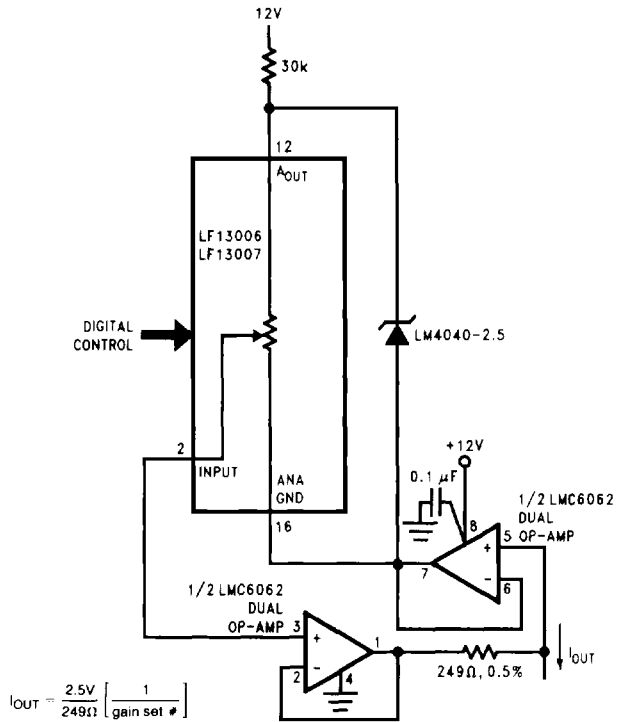 12V
30k
12
AOUT
LF13006
LF13007
DIGITAL
CONTROL
LM4040-2.5
2
INPUT
ANA
GND
16
+12V
0.1 µF
8
1/2 LMC6062
DUAL
OP-AMP
5
+
-
6
7
1/2 LMC6062
DUAL
OP-AMP
3
+
-
2
1
4
249Ω, 0.5%
IOUT
IOUT = 2.5V/249Ω [1/gain set #]